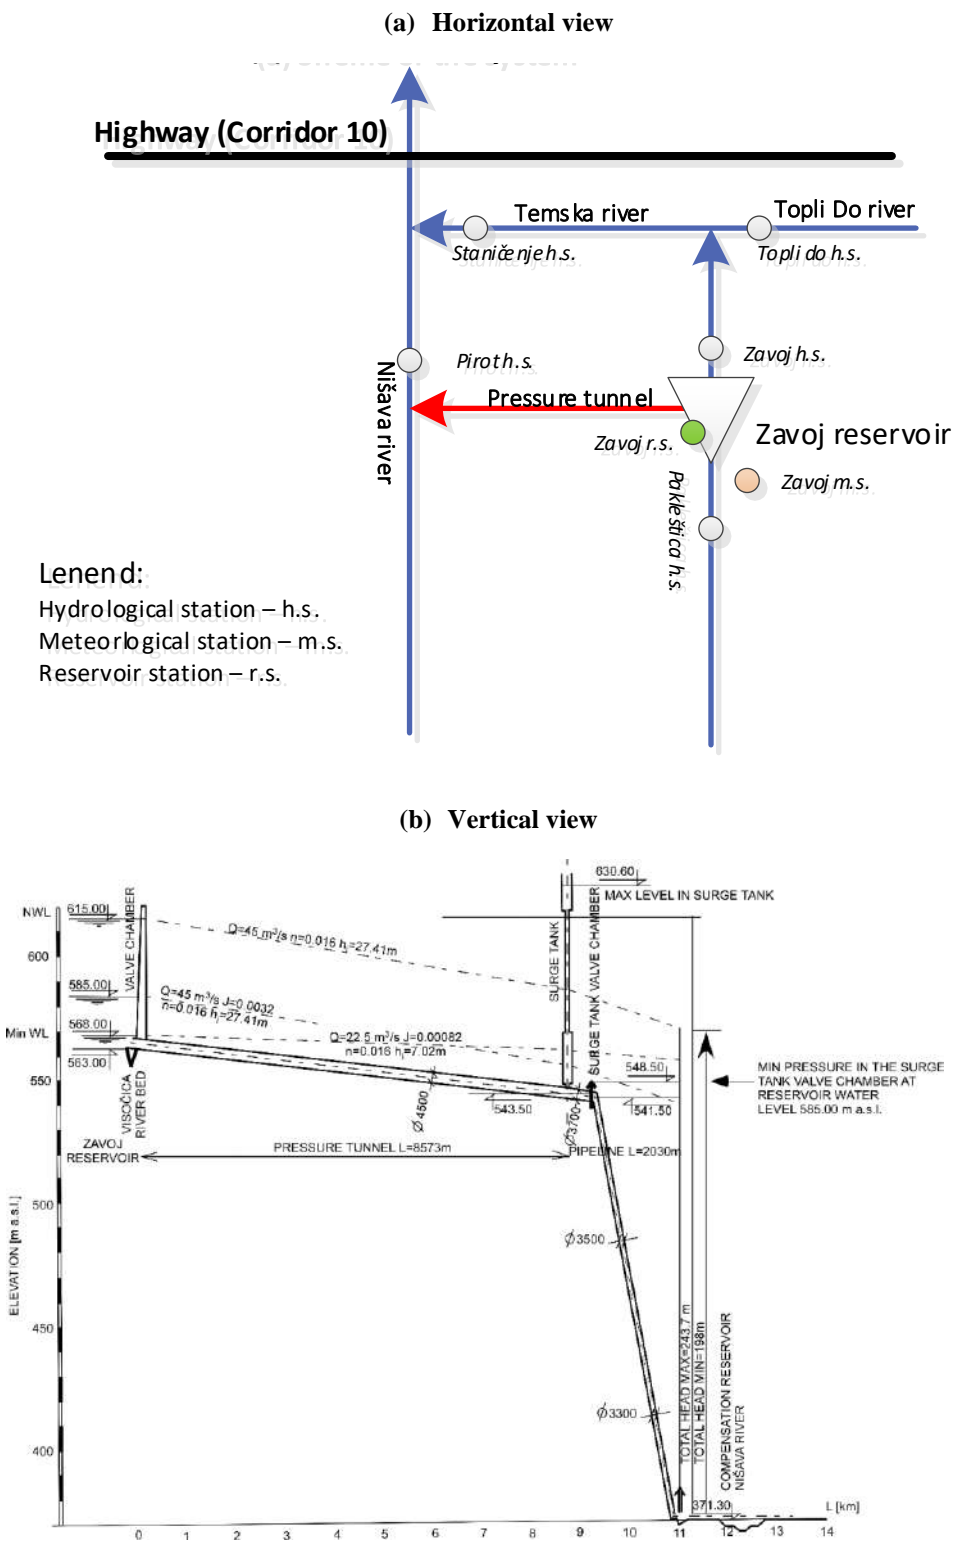 (a) Horizontal view
Highway (Corridor 10)
Temska river
Topli Do river
Staničenje h.s.
Topli do h.s.
Pirot h.s.
Zavoj h.s.
Nišava river
Pressure tunnel
Zavoj r.s.
Zavoj reservoir
Zavoj m.s.
Pakleštica h.s.
Lenend:
Hydrological station – h.s.
Meteorlogical station – m.s.
Reservoir station – r.s.
(b) Vertical view
630.60
MAX LEVEL IN SURGE TANK
NWL
615.00
VALVE CHAMBER
Q=45 m³/s n=0.016 hl=27.41m
SURGE TANK
SURGE TANK VALVE CHAMBER
600
585.00
Q=45 m³/s J=0.0032
n=0.016 hl=27.41m
568.00
Min WL
Q=22.5 m³/s J=0.00082
n=0.016 hl=7.02m
563.00
548.50
MIN PRESSURE IN THE SURGE
TANK VALVE CHAMBER AT
RESERVOIR WATER
LEVEL 585.00 m a.s.l.
550
VISOČICA
RIVER BED
Ø4500
543.50
Ø3700
541.50
ZAVOJ
RESERVOIR
PRESSURE TUNNEL L=8573m
PIPELINE L=2030m
ELEVATION [m a.s.l.]
500
Ø3500
450
Ø3300
TOTAL HEAD MAX=243.7 m
TOTAL HEAD MIN=198m
COMPENSATION RESERVOIR
NIŠAVA RIVER
400
371.30
L [km]
0 1 2 3 4 5 6 7 8 9 10 11 12 13 14